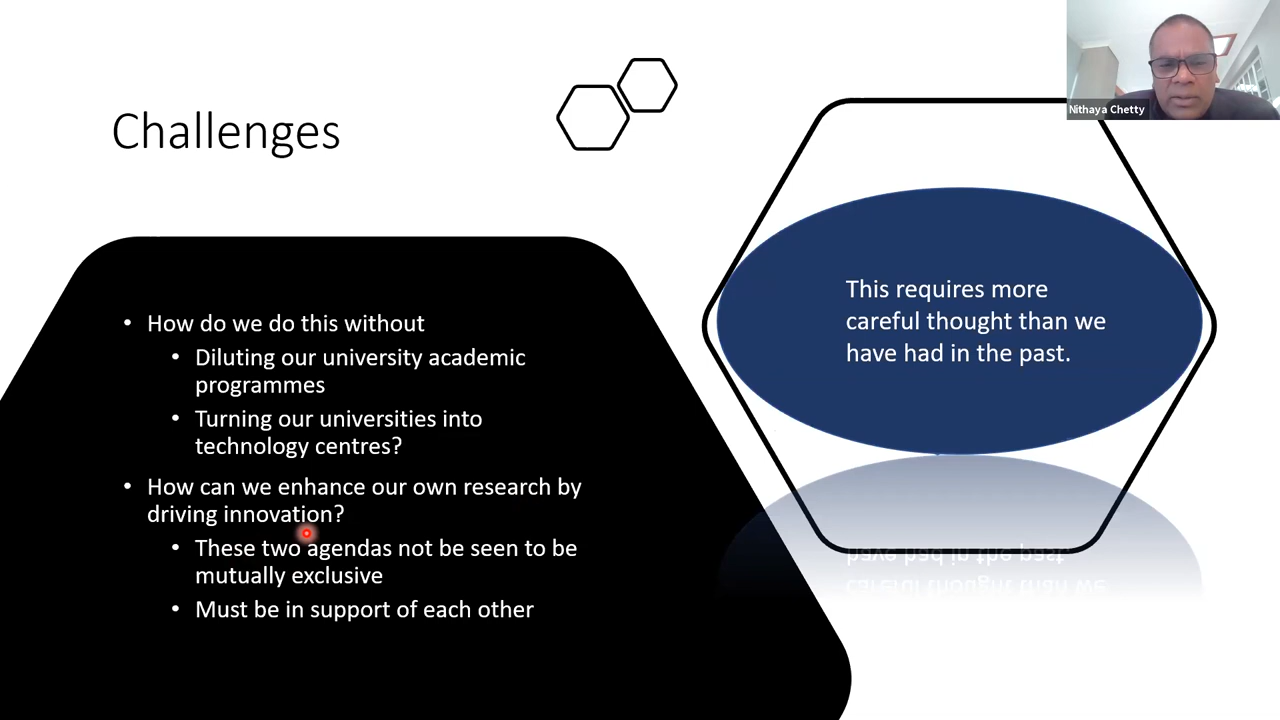 Challenges
Nithaya Chetty
• How do we do this without
• Diluting our university academic
programmes
• Turning our universities into
technology centres?
• How can we enhance our own research by
driving innovation?
• These two agendas not be seen to be
mutually exclusive
• Must be in support of each other
This requires more
careful thought than we
have had in the past.